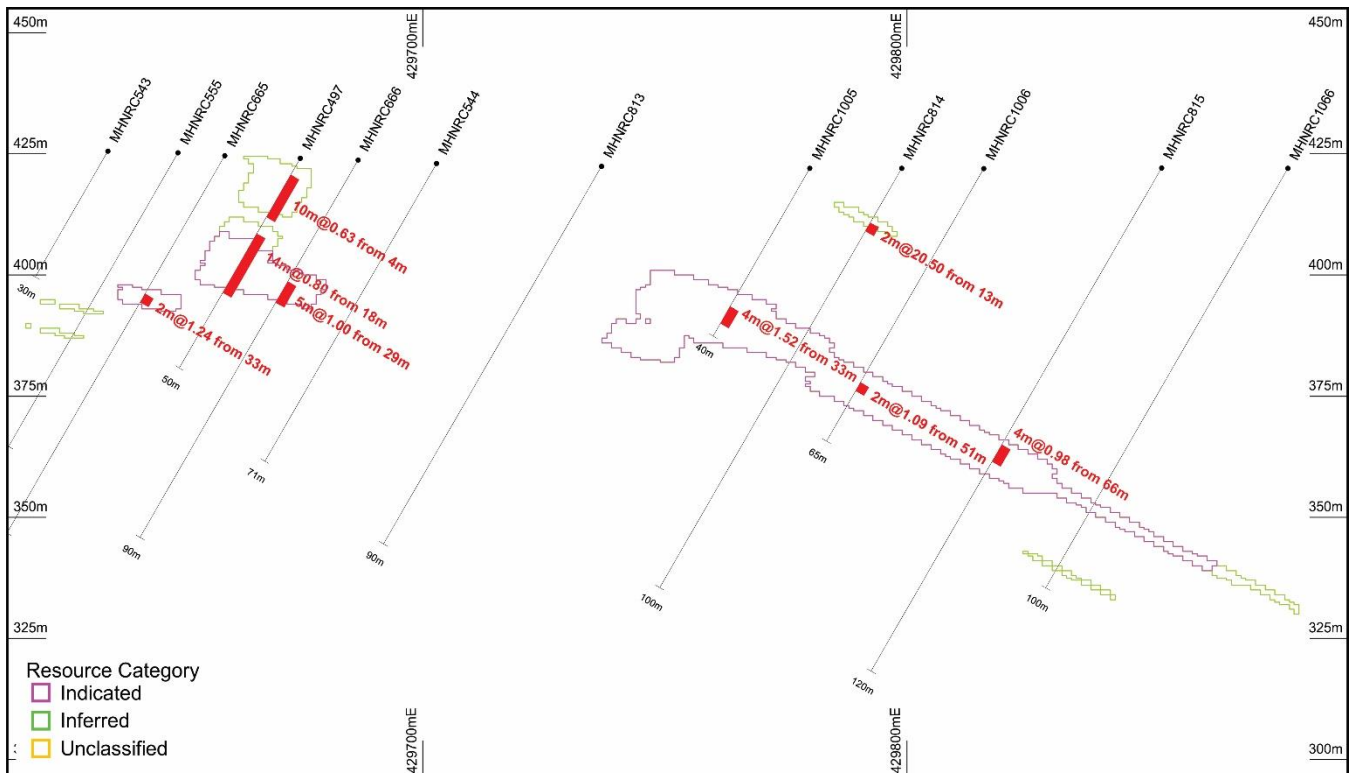 450m
429700mE
429800mE
450m
425m
MHNRC543
MHNRC555
MHNRC665
MHNRC497
MHNRC666
MHNRC544
MHNRC813
MHNRC1005
MHNRC814
MHNRC1006
MHNRC815
MHNRC1066
425m
10m@0.63 from 4m
2m@20.50 from 13m
400m
14m@0.80 from 18m
400m
30m
2m@1.24 from 33m
5m@1.00 from 29m
4m@1.52 from 33m
40m
375m
50m
2m@1.09 from 51m
375m
71m
65m
4m@0.98 from 66m
350m
90m
90m
350m
100m
100m
325m
325m
120m
Resource Category
Indicated
Inferred
Unclassified
429700mE
429800mE
300m